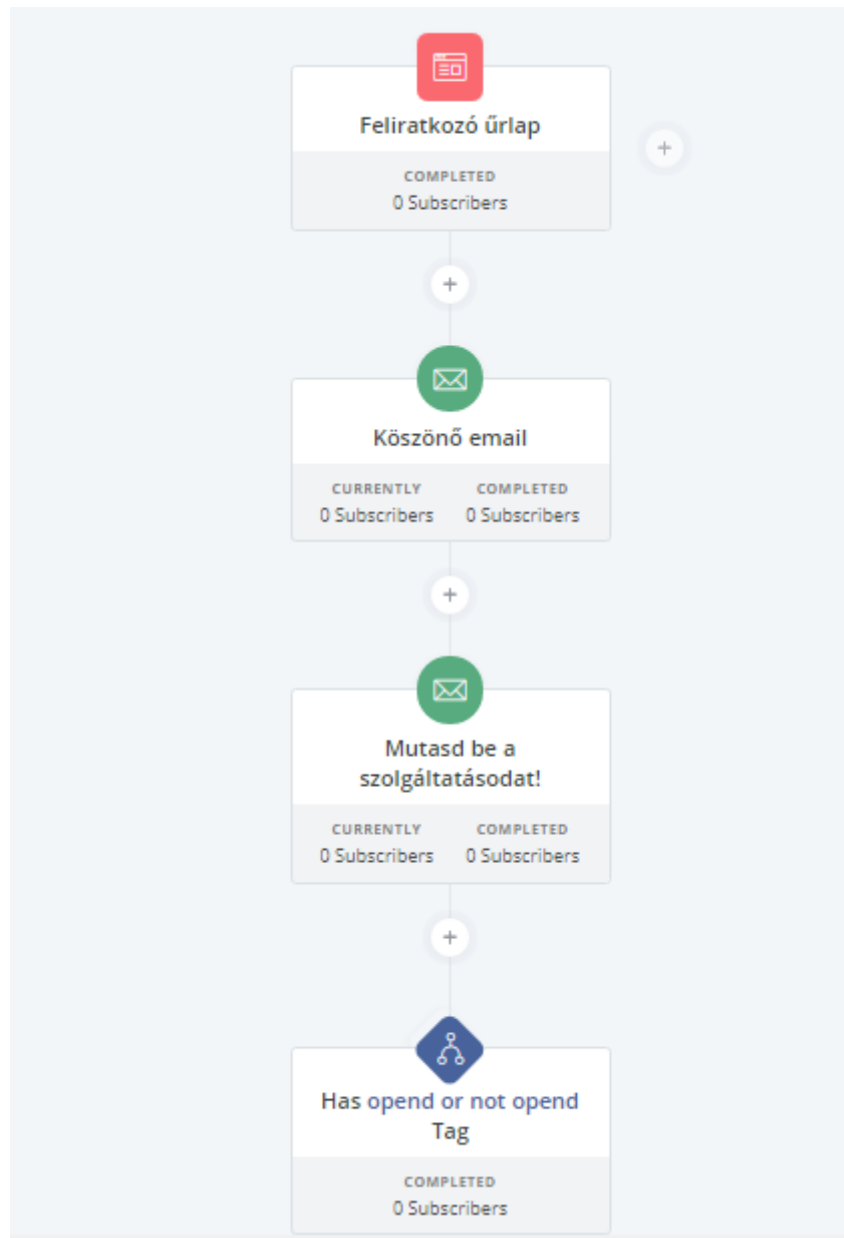 Feliratkozó űrlap
COMPLETED
0 Subscribers
Köszönő email
CURRENTLY COMPLETED
0 Subscribers 0 Subscribers
Mutasd be a
szolgáltatásodat!
CURRENTLY COMPLETED
0 Subscribers 0 Subscribers
Has opend or not opend
Tag
COMPLETED
0 Subscribers